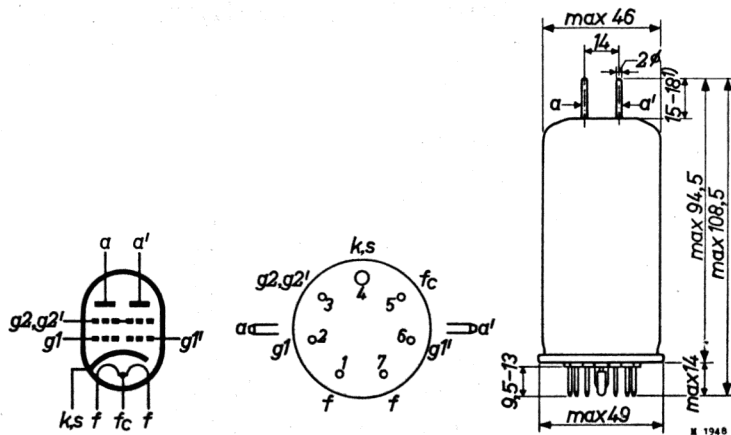 a a'
g2,g2'
g1 g1'
k,s f fc f
k,s
g2,g2' fc
4
3 5
a a'
g1 2 6 g1'
1 7
f f
max 46
14
2ø
a a'
15-18¹)
max 94,5
max 108,5
9,5-13
max 14
max 49
1948